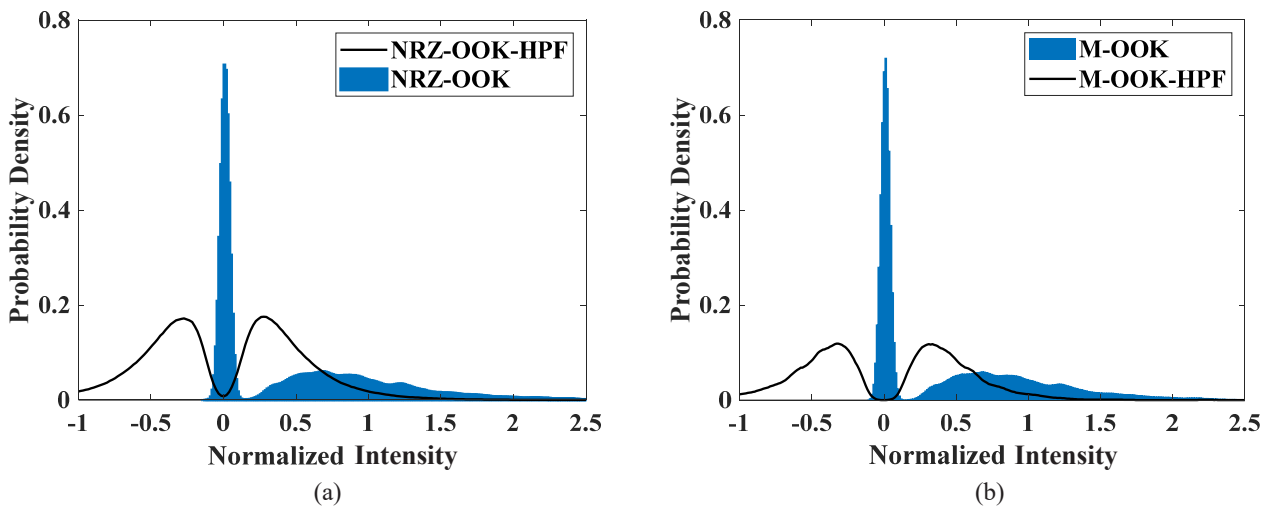 0.8
0.6
0.4
0.2
0
-1 -0.5 0 0.5 1 1.5 2 2.5
Probability Density
Normalized Intensity
NRZ-OOK-HPF
NRZ-OOK
(a)
0.8
0.6
0.4
0.2
0
-1 -0.5 0 0.5 1 1.5 2 2.5
Probability Density
Normalized Intensity
M-OOK
M-OOK-HPF
(b)